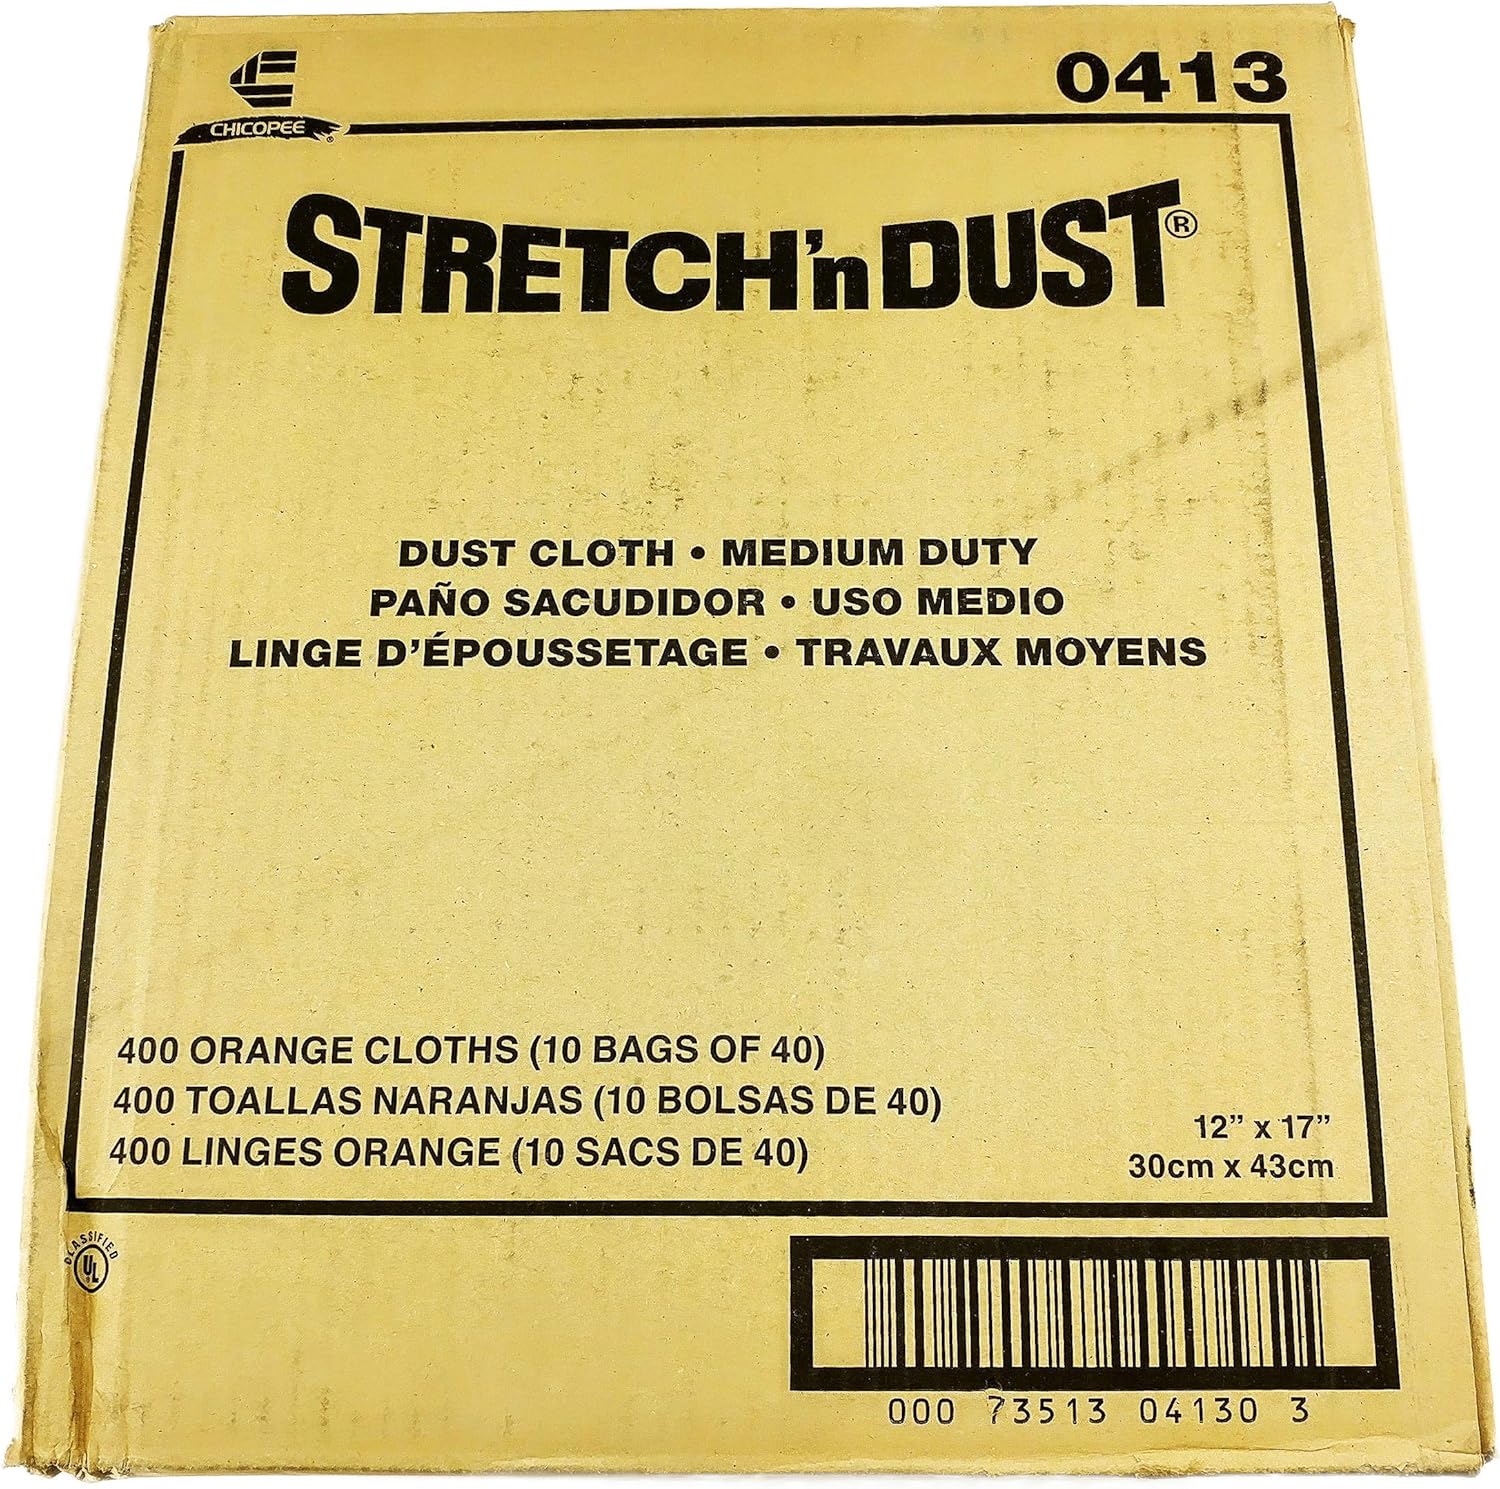 0413
CHICOPEE®
STRETCH'nDUST®
DUST CLOTH • MEDIUM DUTY
PAÑO SACUDIDOR • USO MEDIO
LINGE D'ÉPOUSSETAGE • TRAVAUX MOYENS
400 ORANGE CLOTHS (10 BAGS OF 40)
400 TOALLAS NARANJAS (10 BOLSAS DE 40)
400 LINGES ORANGE (10 SACS DE 40)
12” x 17”
30cm x 43cm
CLASSIFIED
UL®
000 73513 04130 3